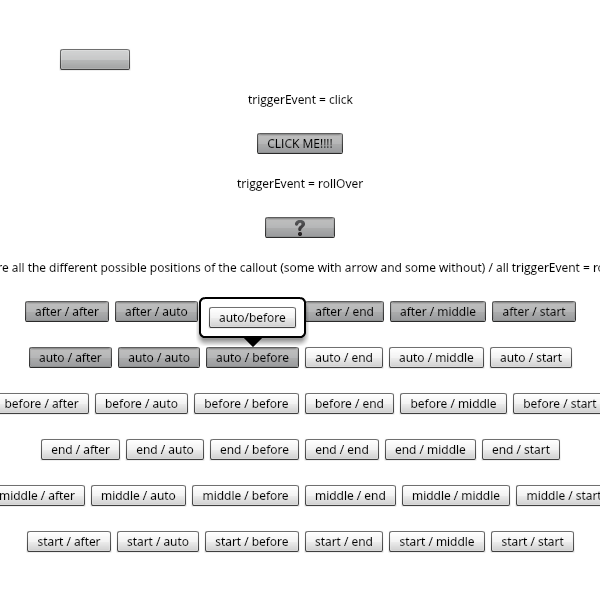 triggerEvent = click
CLICK ME!!!!
triggerEvent = rollOver
?
all the different possible positions of the callout (some with arrow and some without) / all triggerEvent =
after / after after / auto auto/before after / end after / middle after / start
auto / after auto / auto auto / before auto / end auto / middle auto / start
before / after before / auto before / before before / end before / middle before / start
end / after end / auto end / before end / end end / middle end / start
middle / after middle / auto middle / before middle / end middle / middle middle / start
start / after start / auto start / before start / end start / middle start / start